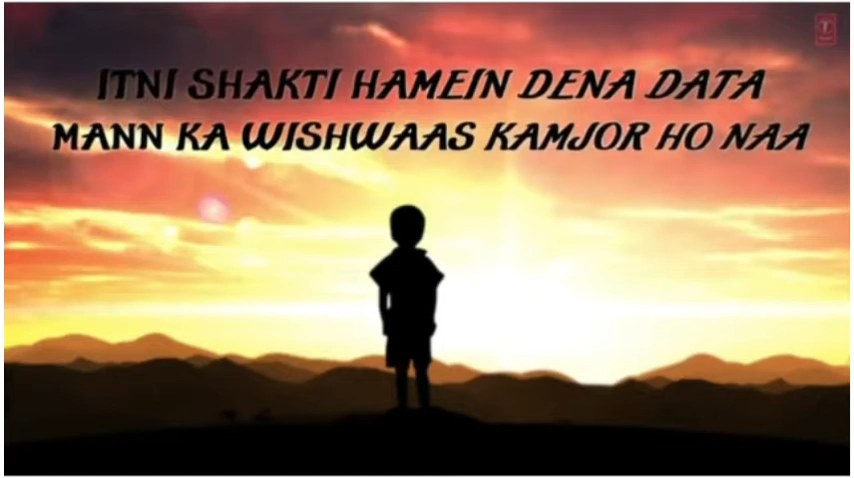 ITNI SHAKTI HAMEIN DENA DATA
MANN KA WISHWAAS KAMJOR HO NAA